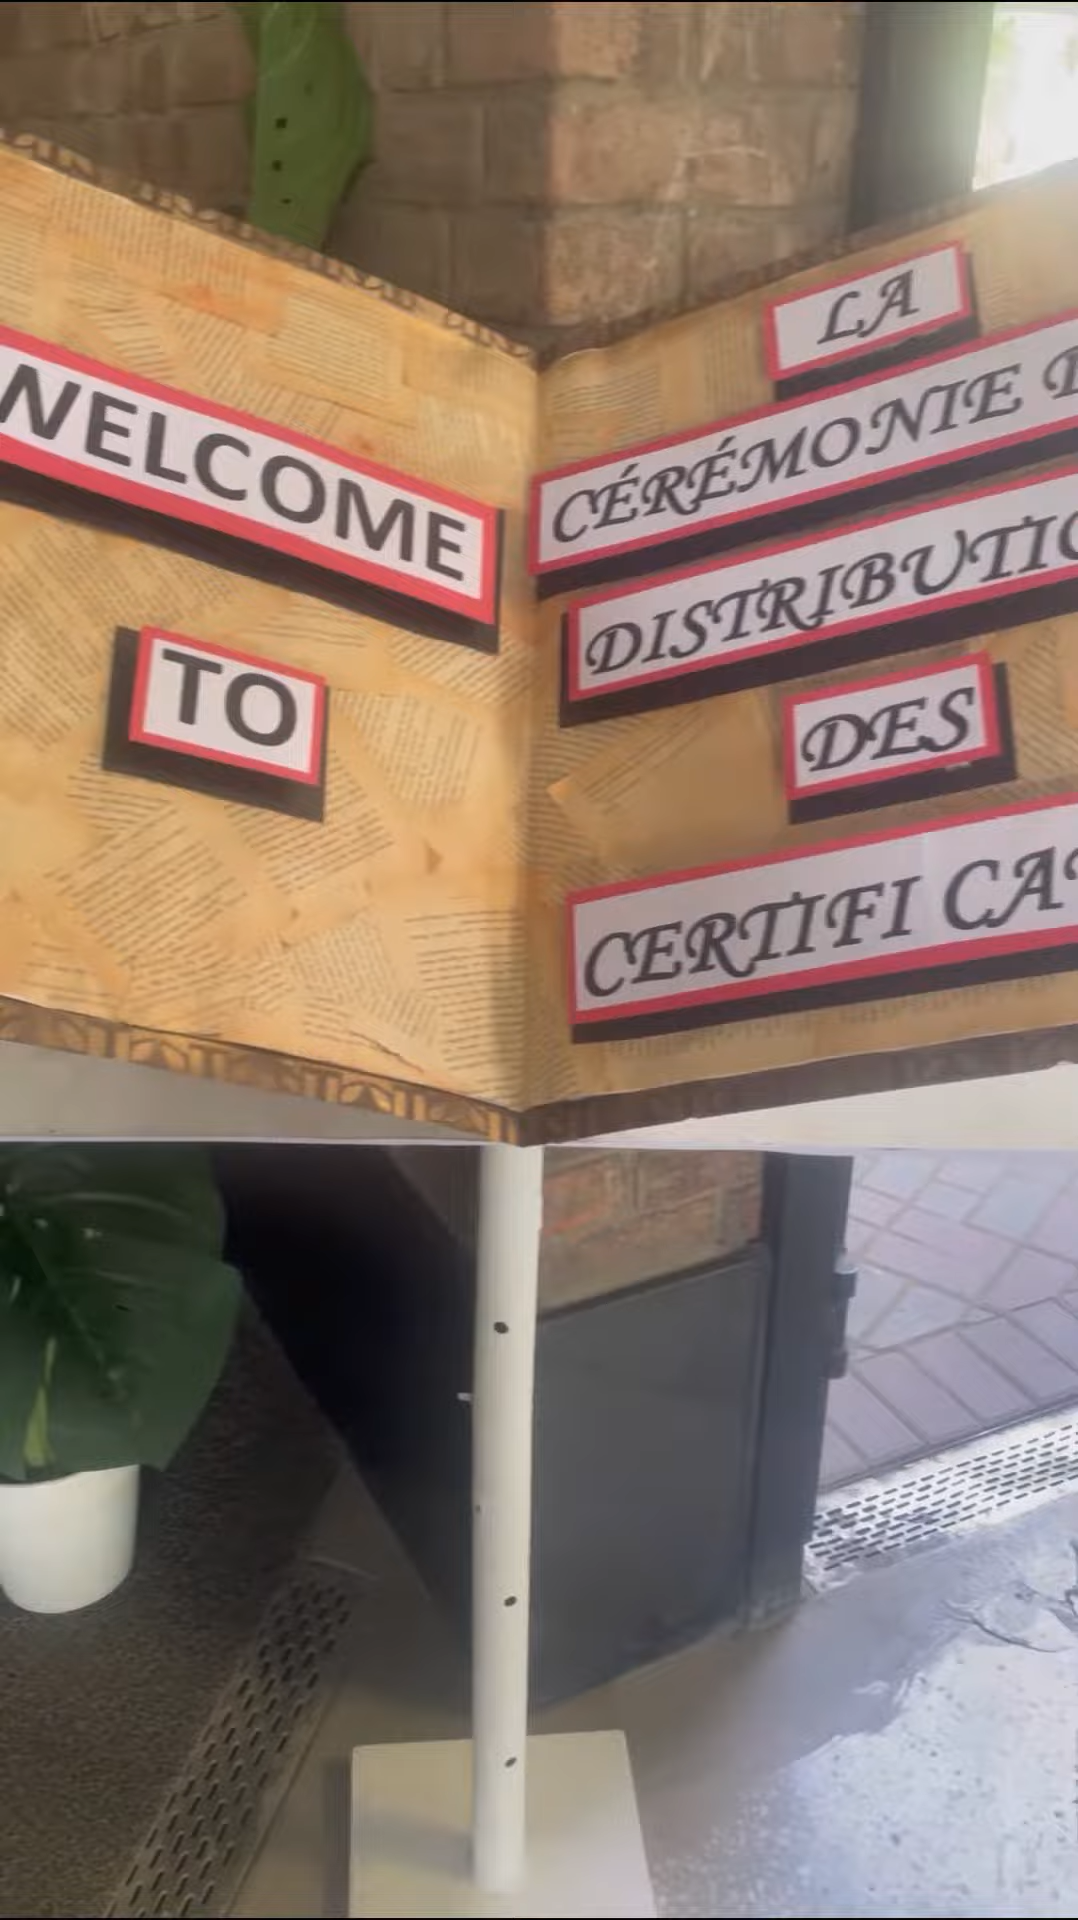 WELCOME
TO
LA
CÉRÉMONIE
DISTRIBUTIO
DES
CERTIFI CA